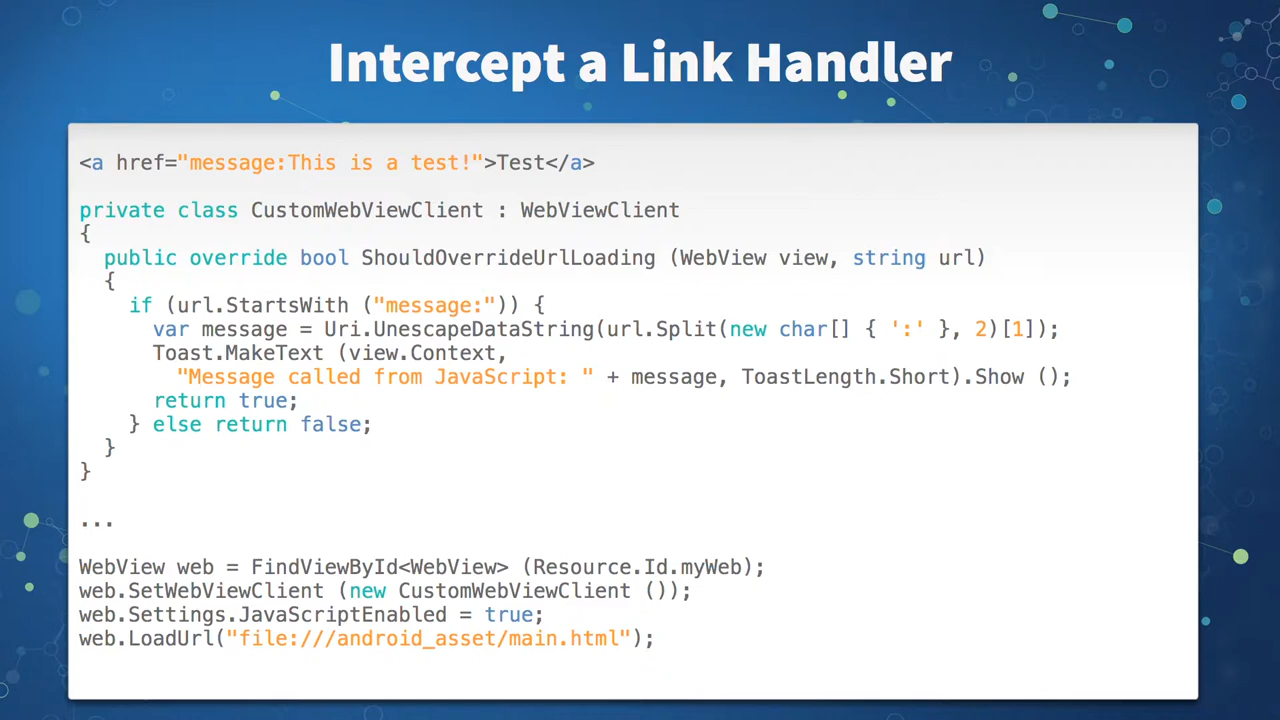 Intercept a Link Handler
<a href="message:This is a test!">Test</a>
private class CustomWebViewClient : WebViewClient
{
  public override bool ShouldOverrideUrlLoading (WebView view, string url)
  {
    if (url.StartsWith ("message:")) {
      var message = Uri.UnescapeDataString(url.Split(new char[] { ':' }, 2)[1]);
      Toast.MakeText (view.Context,
        "Message called from JavaScript: " + message, ToastLength.Short).Show ();
      return true;
    } else return false;
  }
}
...
WebView web = FindViewById<WebView> (Resource.Id.myWeb);
web.SetWebViewClient (new CustomWebViewClient ());
web.Settings.JavaScriptEnabled = true;
web.LoadUrl("file:///android_asset/main.html");